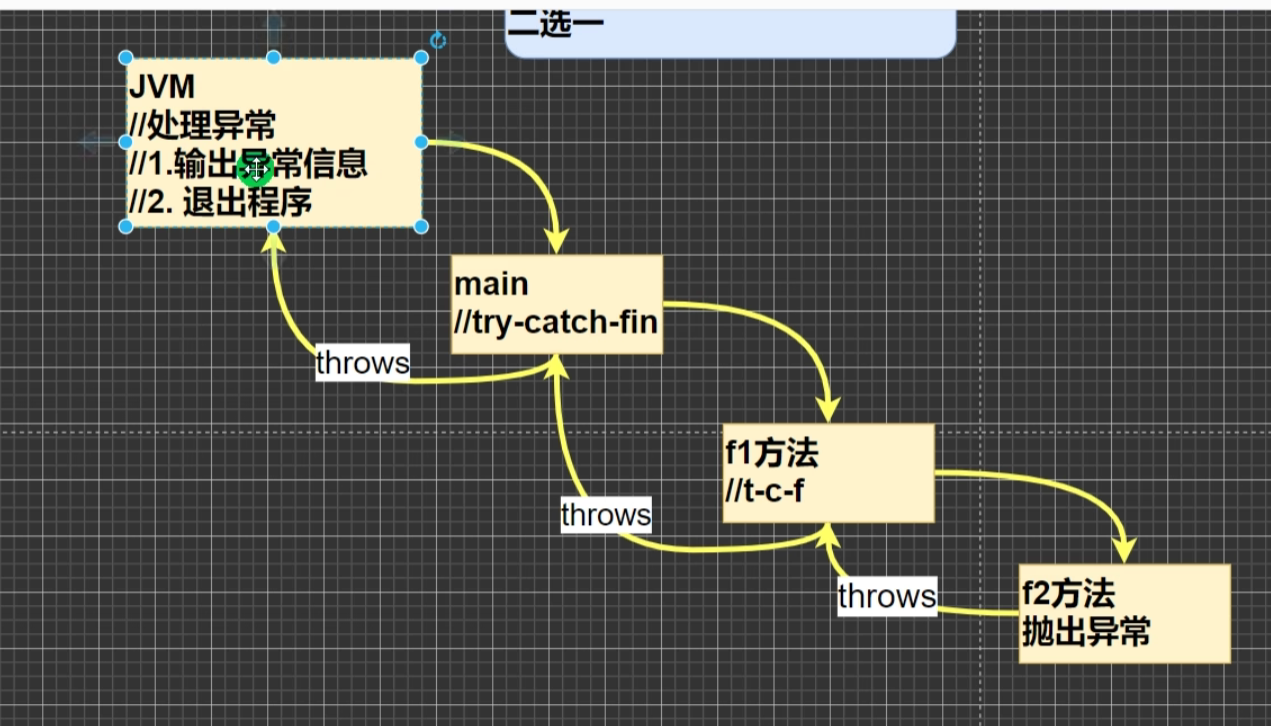 二选一
JVM
//处理异常
//1.输出异常信息
//2. 退出程序
main
//try-catch-fin
throws
f1方法
//t-c-f
throws
f2方法
抛出异常
throws